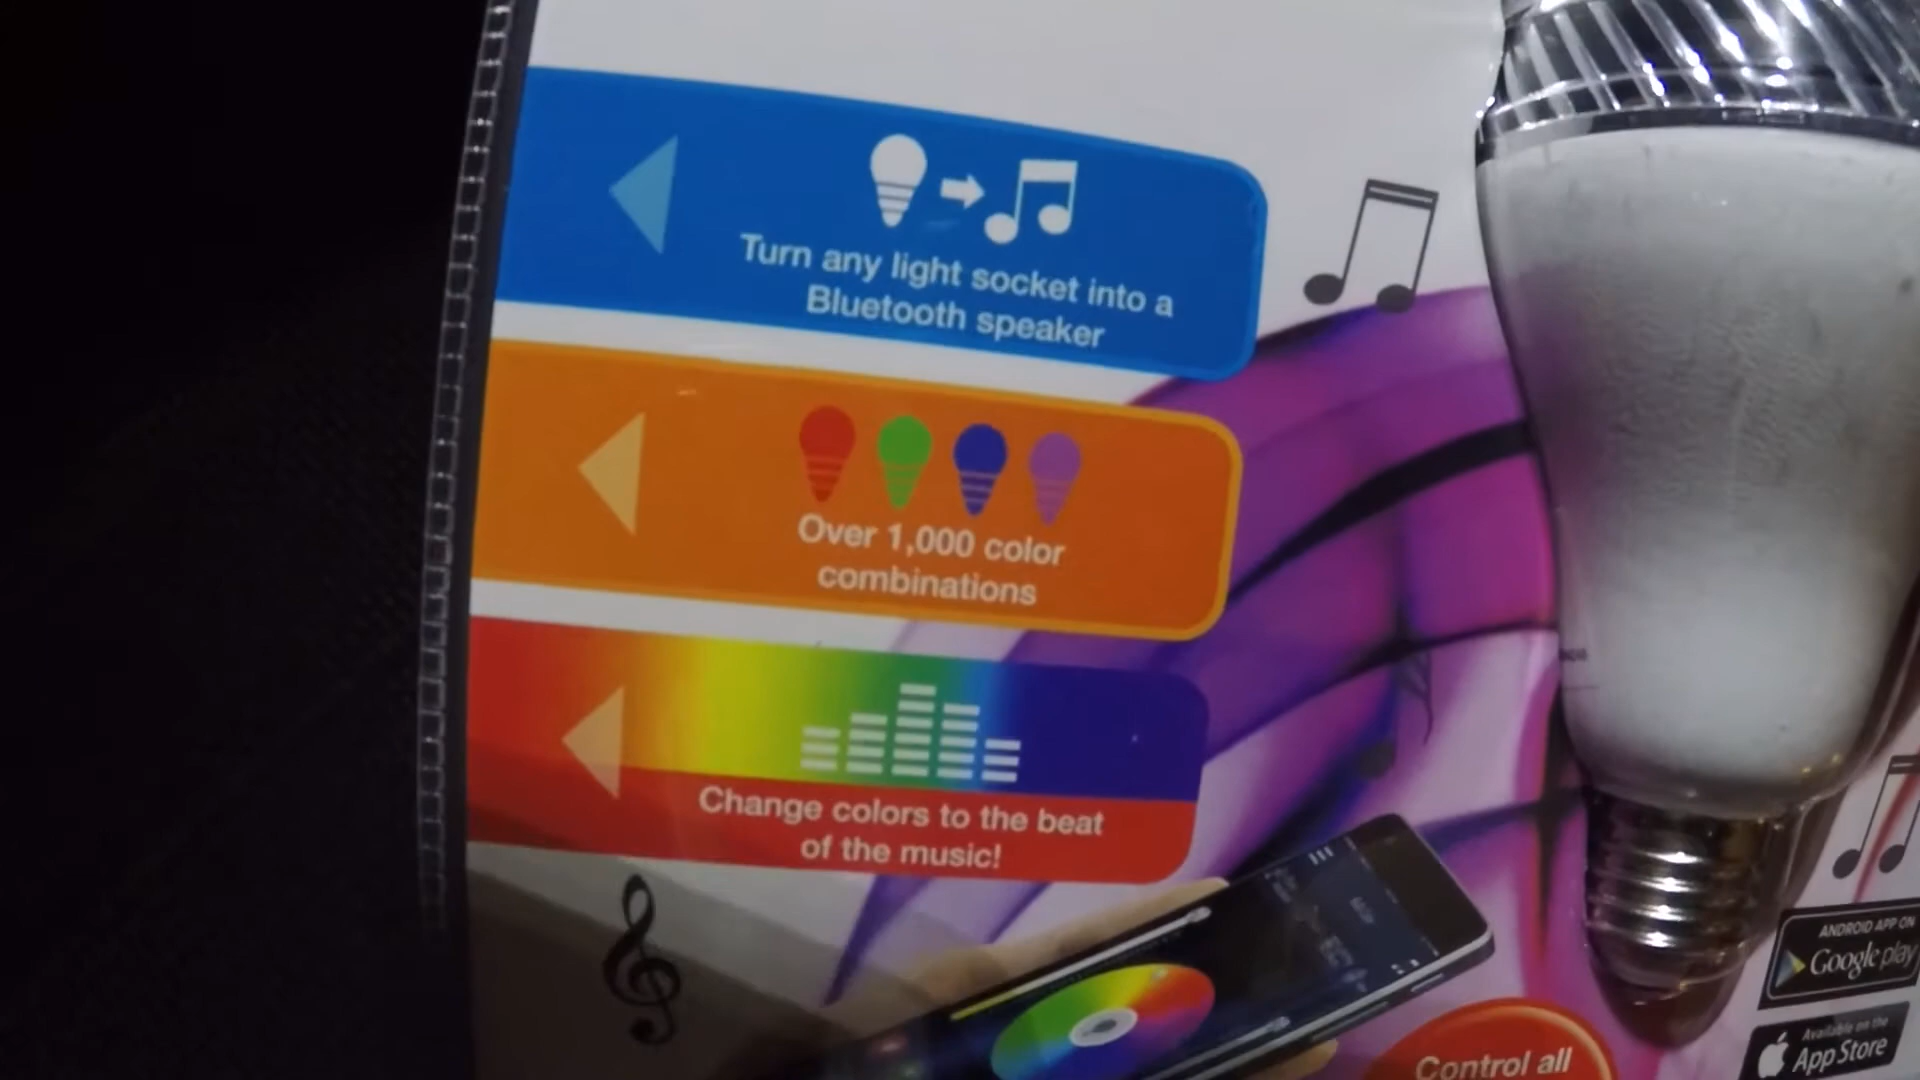 Turn any light socket into a
Bluetooth speaker
Over 1,000 color
combinations
Change colors to the beat
of the music!
ANDROID APP ON
Google play
Available on the
App Store
Control all